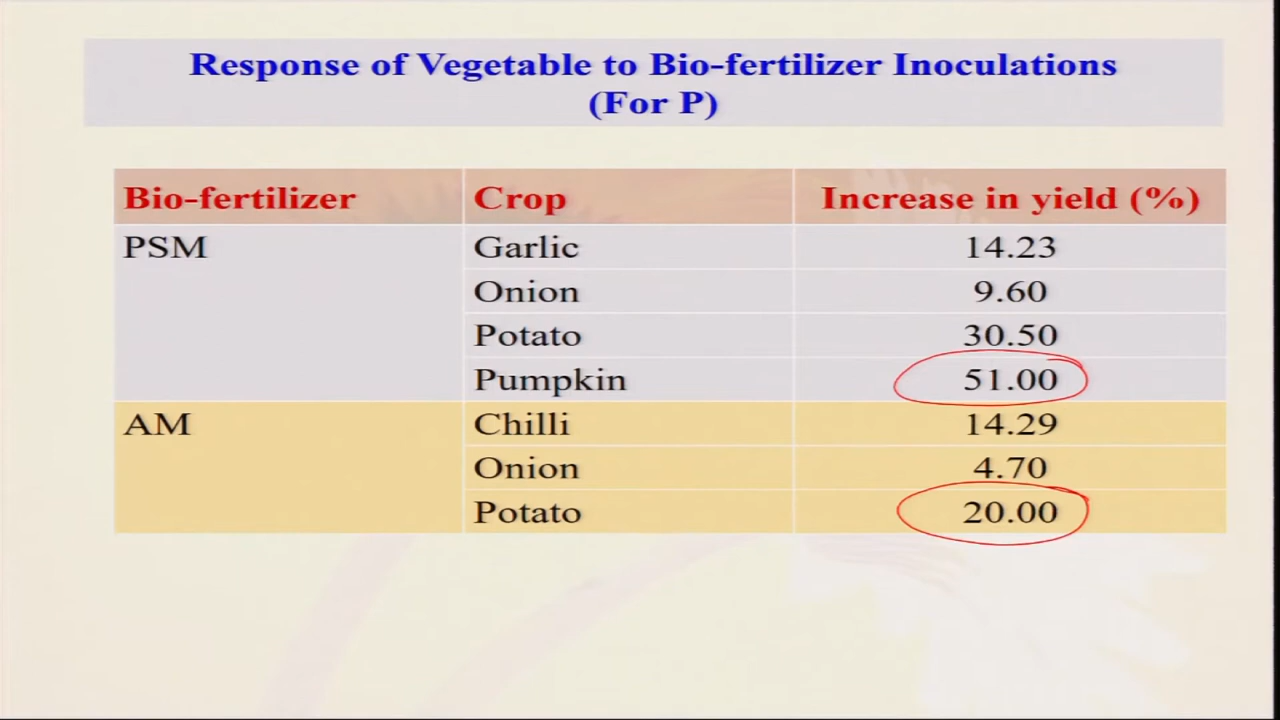 Response of Vegetable to Bio-fertilizer Inoculations
(For P)
Bio-fertilizer Crop Increase in yield (%)
PSM Garlic 14.23
Onion 9.60
Potato 30.50
Pumpkin 51.00
AM Chilli 14.29
Onion 4.70
Potato 20.00